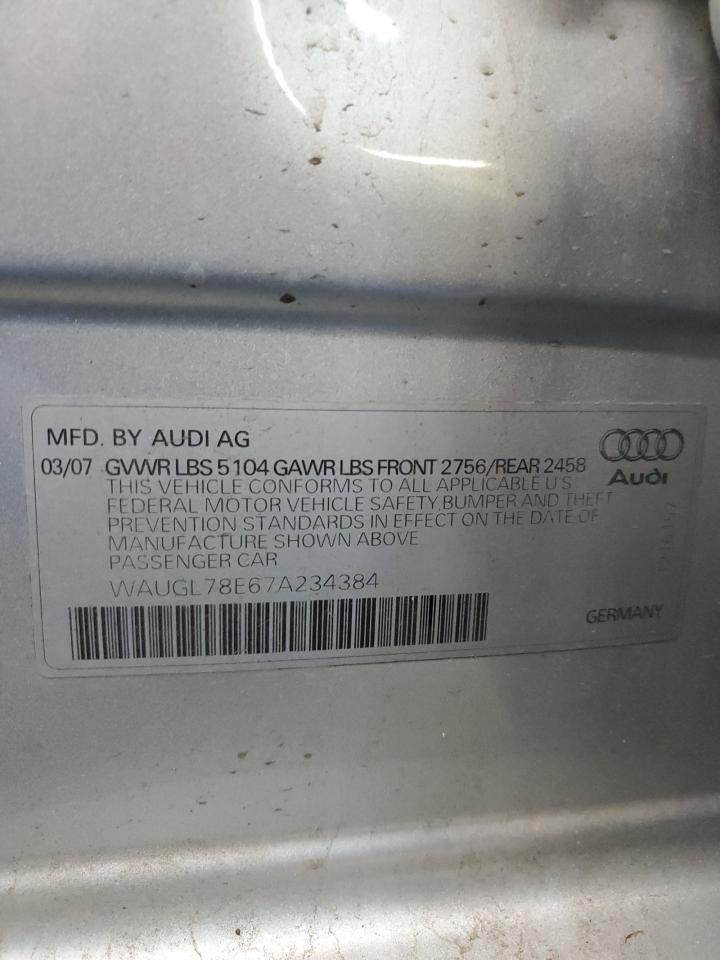 MFD. BY AUDI AG
03/07 GVWR LBS 5104 GAWR LBS FRONT 2756/REAR 2458
Audi
THIS VEHICLE CONFORMS TO ALL APPLICABLE U S
FEDERAL MOTOR VEHICLE SAFETY,BUMPER AND THEFT
PREVENTION STANDARDS IN EFFECT ON THE DATE OF
MANUFACTURE SHOWN ABOVE
PASSENGER CAR
WAUGL78E67A234384
GERMANY